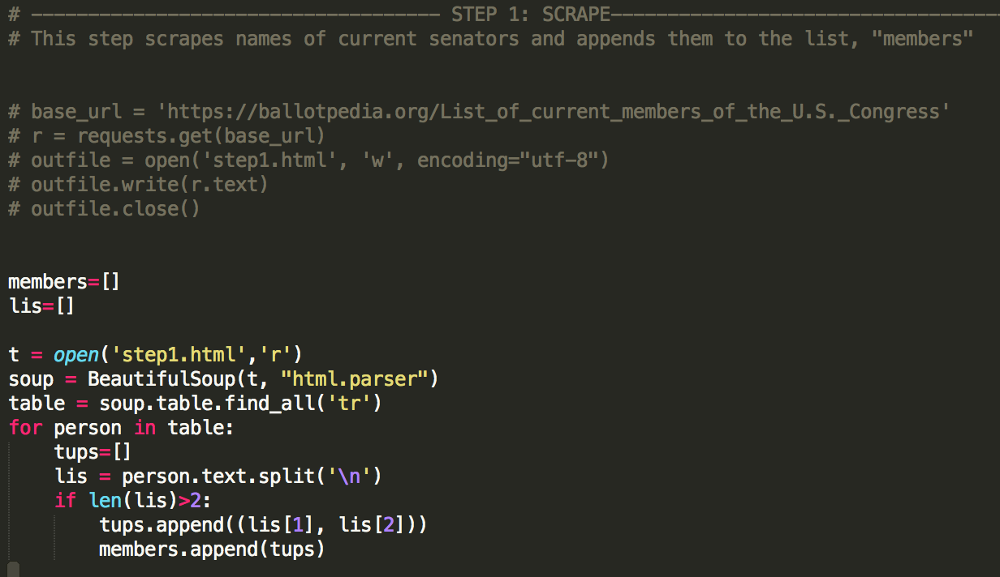 # ------------------------------------ STEP 1: SCRAPE----------------------------------
# This step scrapes names of current senators and appends them to the list, "members"
# base_url = 'https://ballotpedia.org/List_of_current_members_of_the_U.S._Congress'
# r = requests.get(base_url)
# outfile = open('step1.html', 'w', encoding="utf-8")
# outfile.write(r.text)
# outfile.close()
members=[]
lis=[]
t = open('step1.html','r')
soup = BeautifulSoup(t, "html.parser")
table = soup.table.find_all('tr')
for person in table:
    tups=[]
    lis = person.text.split('\n')
    if len(lis)>2:
        tups.append((lis[1], lis[2]))
        members.append(tups)